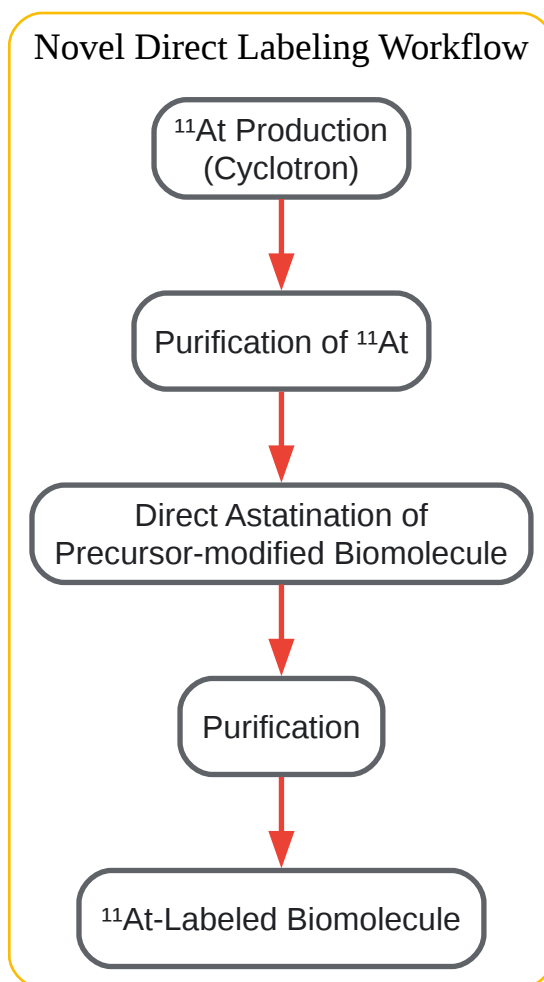 Novel Direct Labeling Workflow
¹¹At Production
(Cyclotron)
Purification of ¹¹At
Direct Astatination of
Precursor-modified Biomolecule
Purification
¹¹At-Labeled Biomolecule